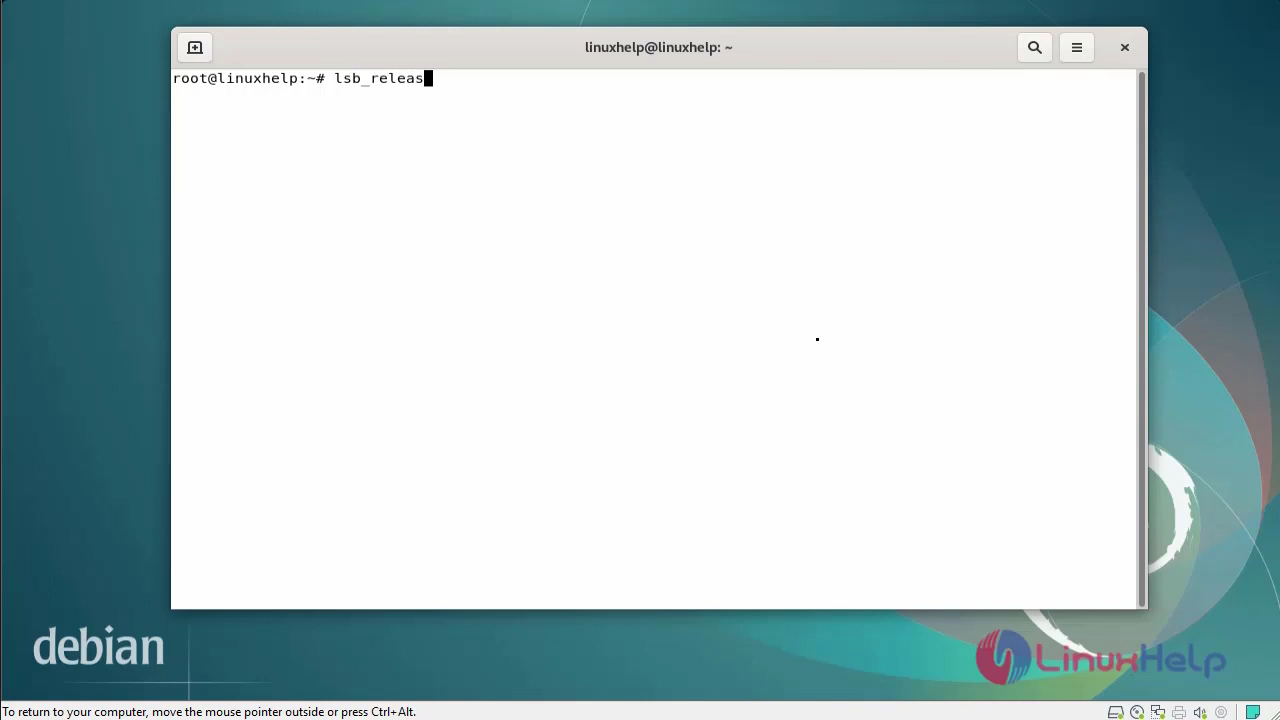 linuxhelp@linuxhelp: ~
root@linuxhelp:~# lsb_releas
debian
LinuxHelp
To return to your computer, move the mouse pointer outside or press Ctrl+Alt.